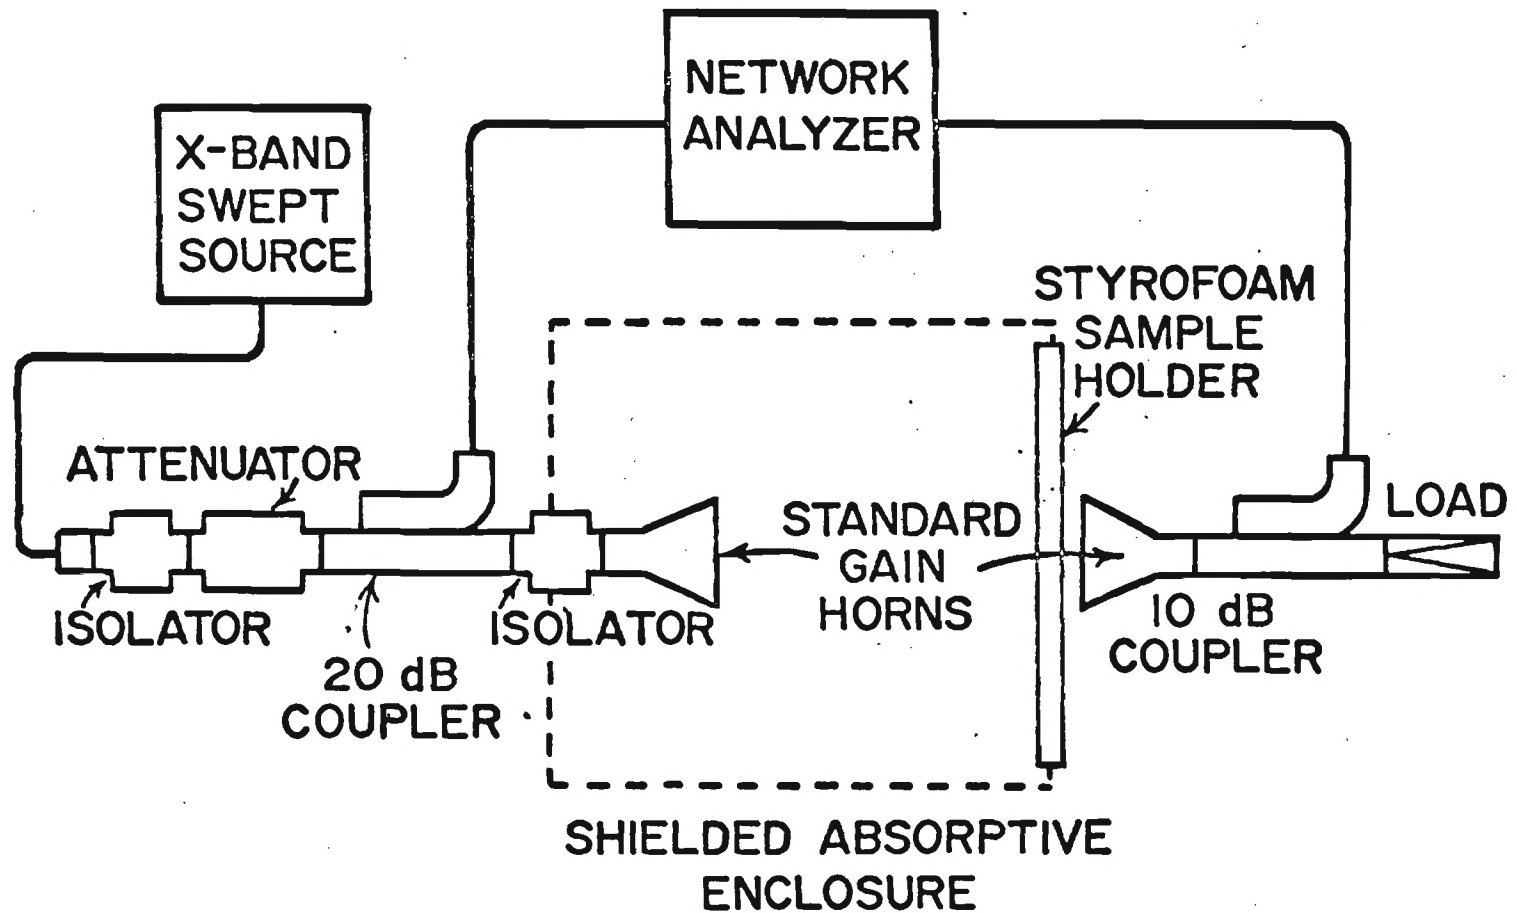 NETWORK
ANALYZER
X-BAND
SWEPT
SOURCE
STYROFOAM
SAMPLE
HOLDER
ATTENUATOR
LOAD
STANDARD
GAIN
HORNS
ISOLATOR
ISOLATOR
10 dB
COUPLER
20 dB
COUPLER
SHIELDED ABSORPTIVE
ENCLOSURE